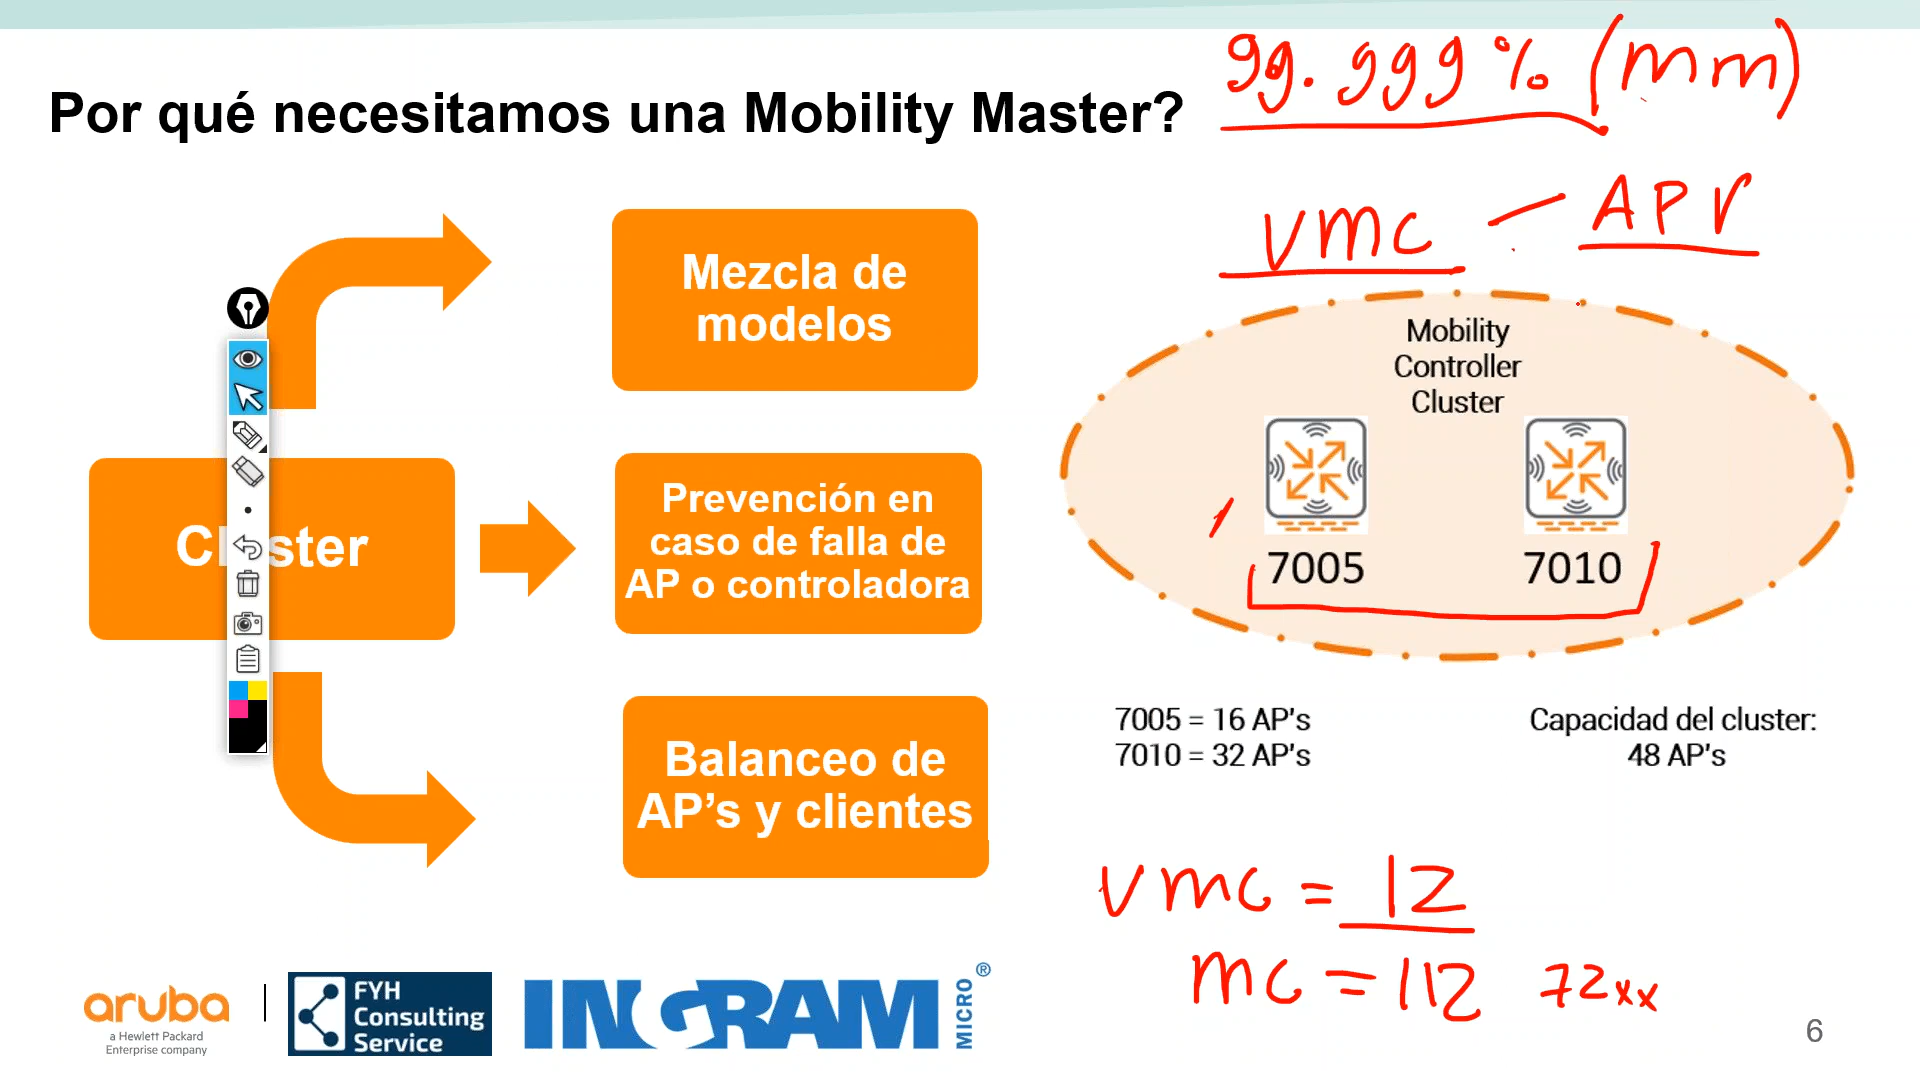 Por qué necesitamos una Mobility Master?
99.999% (MM)
VMC - APV
Mezcla de
modelos
Mobility
Controller
Cluster
Prevención en
caso de falla de
AP o controladora
7005 7010
7005 = 16 AP's
7010 = 32 AP's
Capacidad del cluster:
48 AP's
Balanceo de
AP's y clientes
VMC = 12
MC = 112 72xx
aruba
a Hewlett Packard
Enterprise company
FYH
Consulting
Service
INGRAM
MICRO ®
6